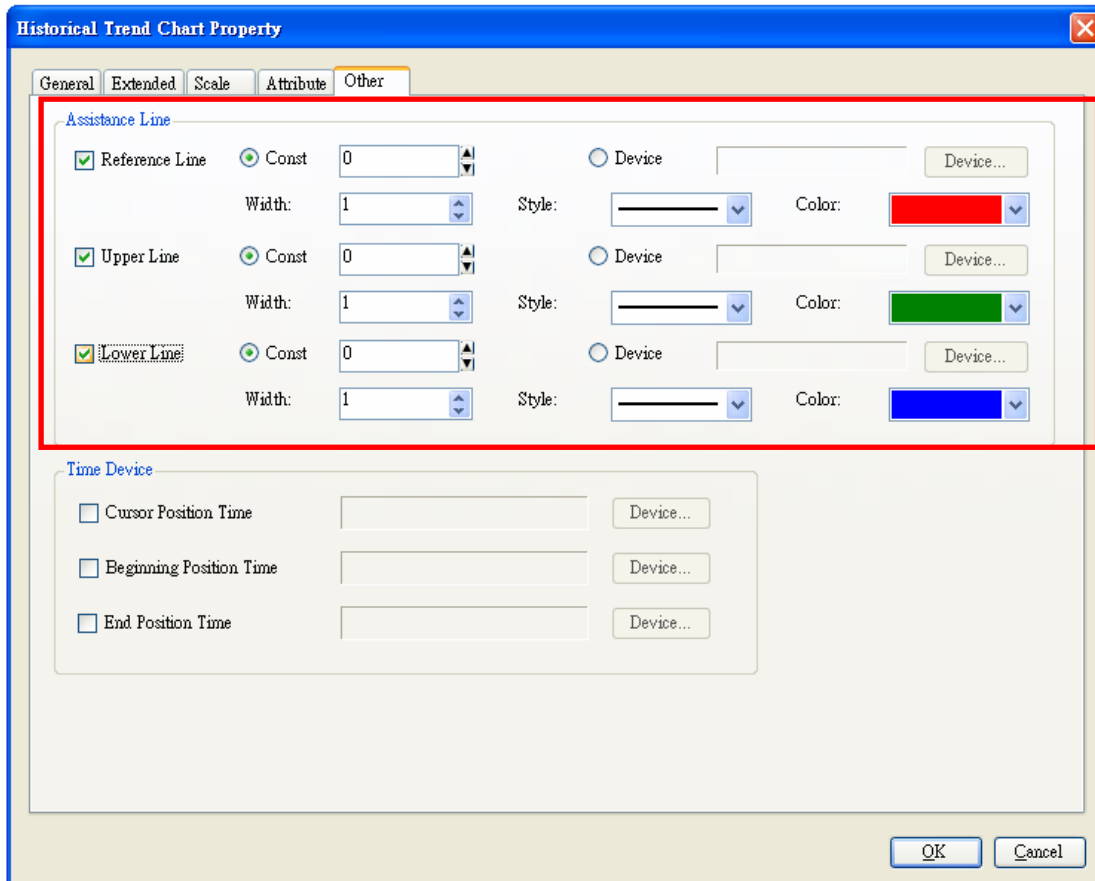 Historical Trend Chart Property
General Extended Scale Attribute Other
Assistance Line
Reference Line Const 0 Device Device...
Width: 1 Style: Color:
Upper Line Const 0 Device Device...
Width: 1 Style: Color:
Lower Line Const 0 Device Device...
Width: 1 Style: Color:
Time Device
Cursor Position Time Device...
Beginning Position Time Device...
End Position Time Device...
OK Cancel